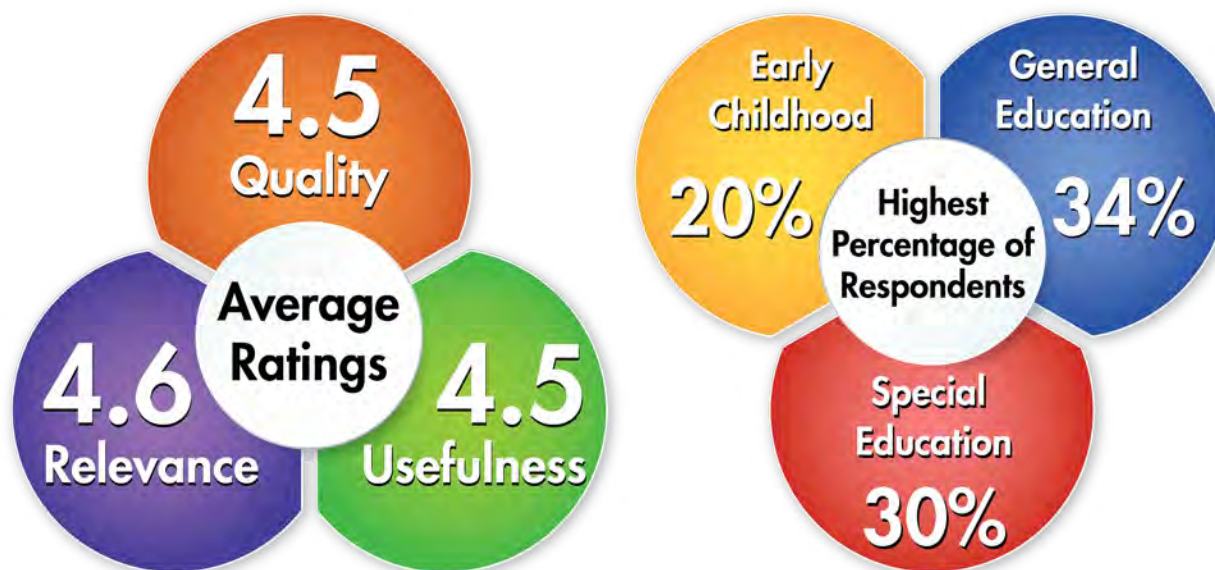 4.5
Quality
Average
Ratings
4.6
Relevance
4.5
Usefulness
Early
Childhood
20%
General
Education
34%
Highest
Percentage of
Respondents
Special
Education
30%